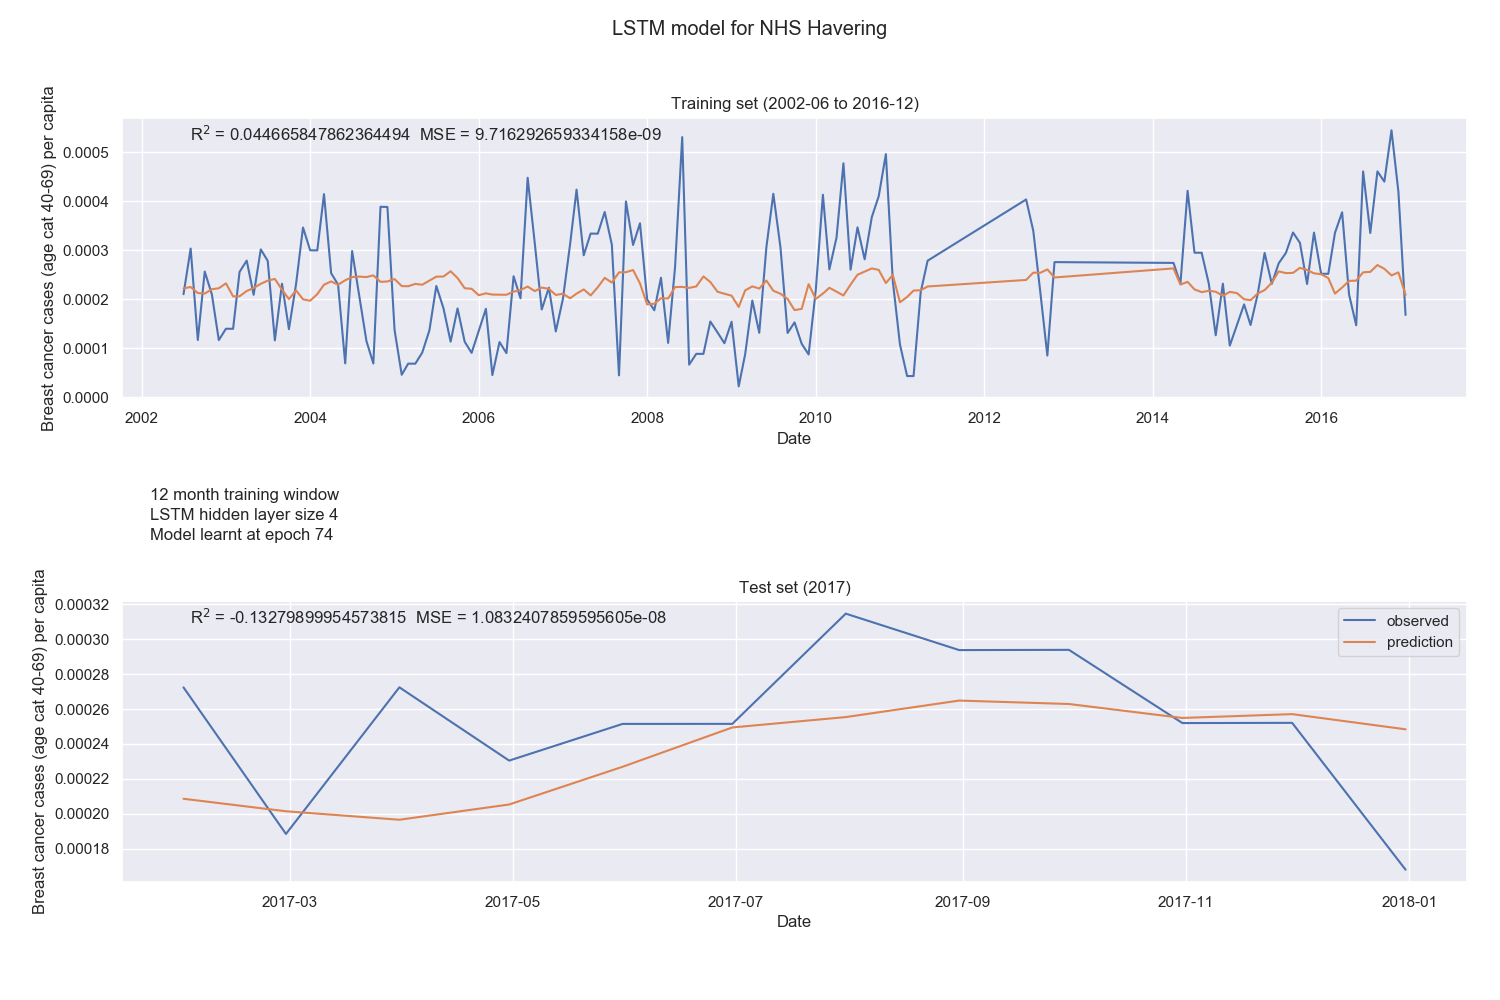 LSTM model for NHS Havering
Training set (2002-06 to 2016-12)
R² = 0.044665847862364494 MSE = 9.716292659334158e-09
Breast cancer cases (age cat 40-69) per capita
0.0005
0.0004
0.0003
0.0002
0.0001
0.0000
2002 2004 2006 2008 2010 2012 2014 2016
Date
12 month training window
LSTM hidden layer size 4
Model learnt at epoch 74
Test set (2017)
R² = -0.13279899954573815 MSE = 1.0832407859595605e-08
observed
prediction
Breast cancer cases (age cat 40-69) per capita
0.00032
0.00030
0.00028
0.00026
0.00024
0.00022
0.00020
0.00018
2017-03 2017-05 2017-07 2017-09 2017-11 2018-01
Date